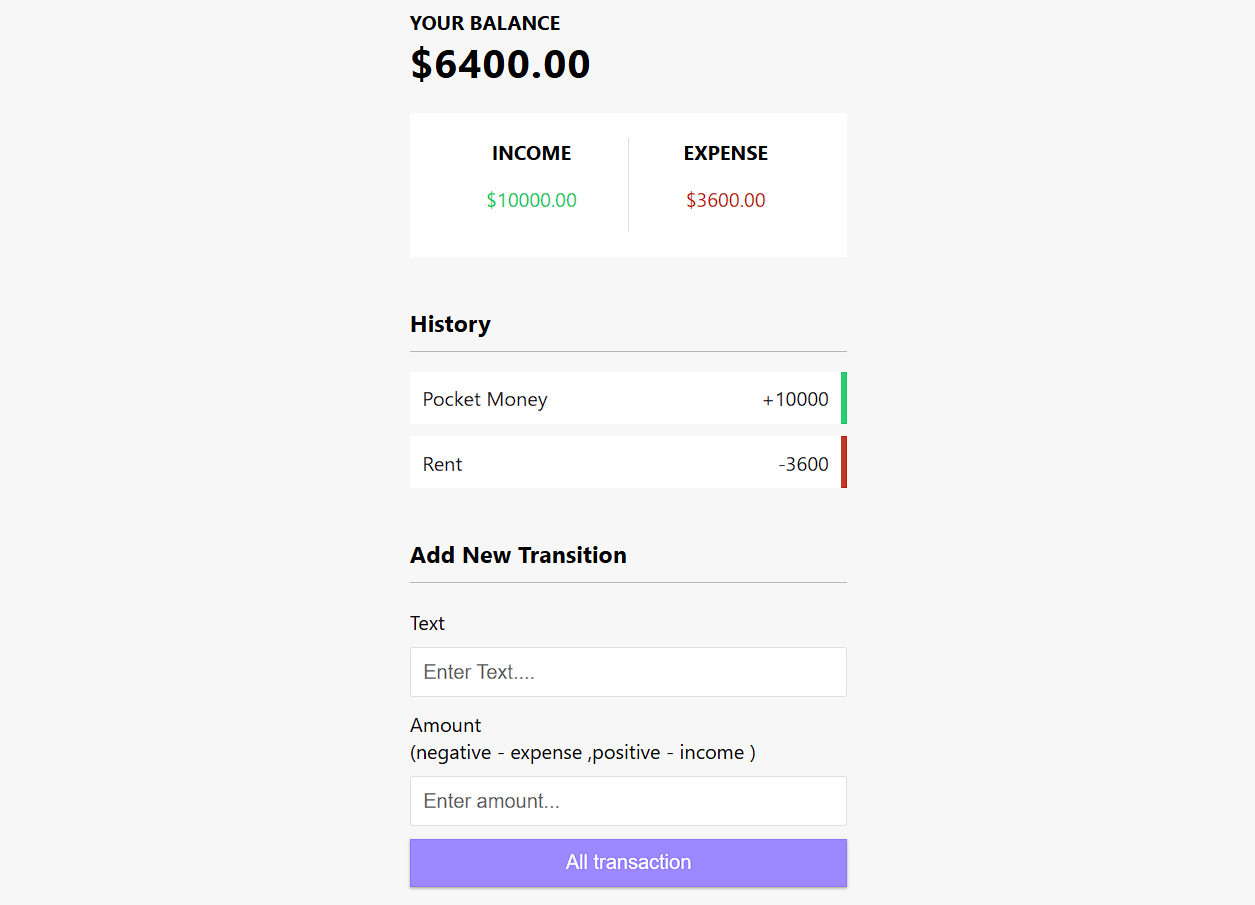 YOUR BALANCE
$6400.00
INCOME EXPENSE
$10000.00 $3600.00
History
Pocket Money +10000
Rent -3600
Add New Transition
Text
Enter Text....
Amount
(negative - expense ,positive - income )
Enter amount...
All transaction